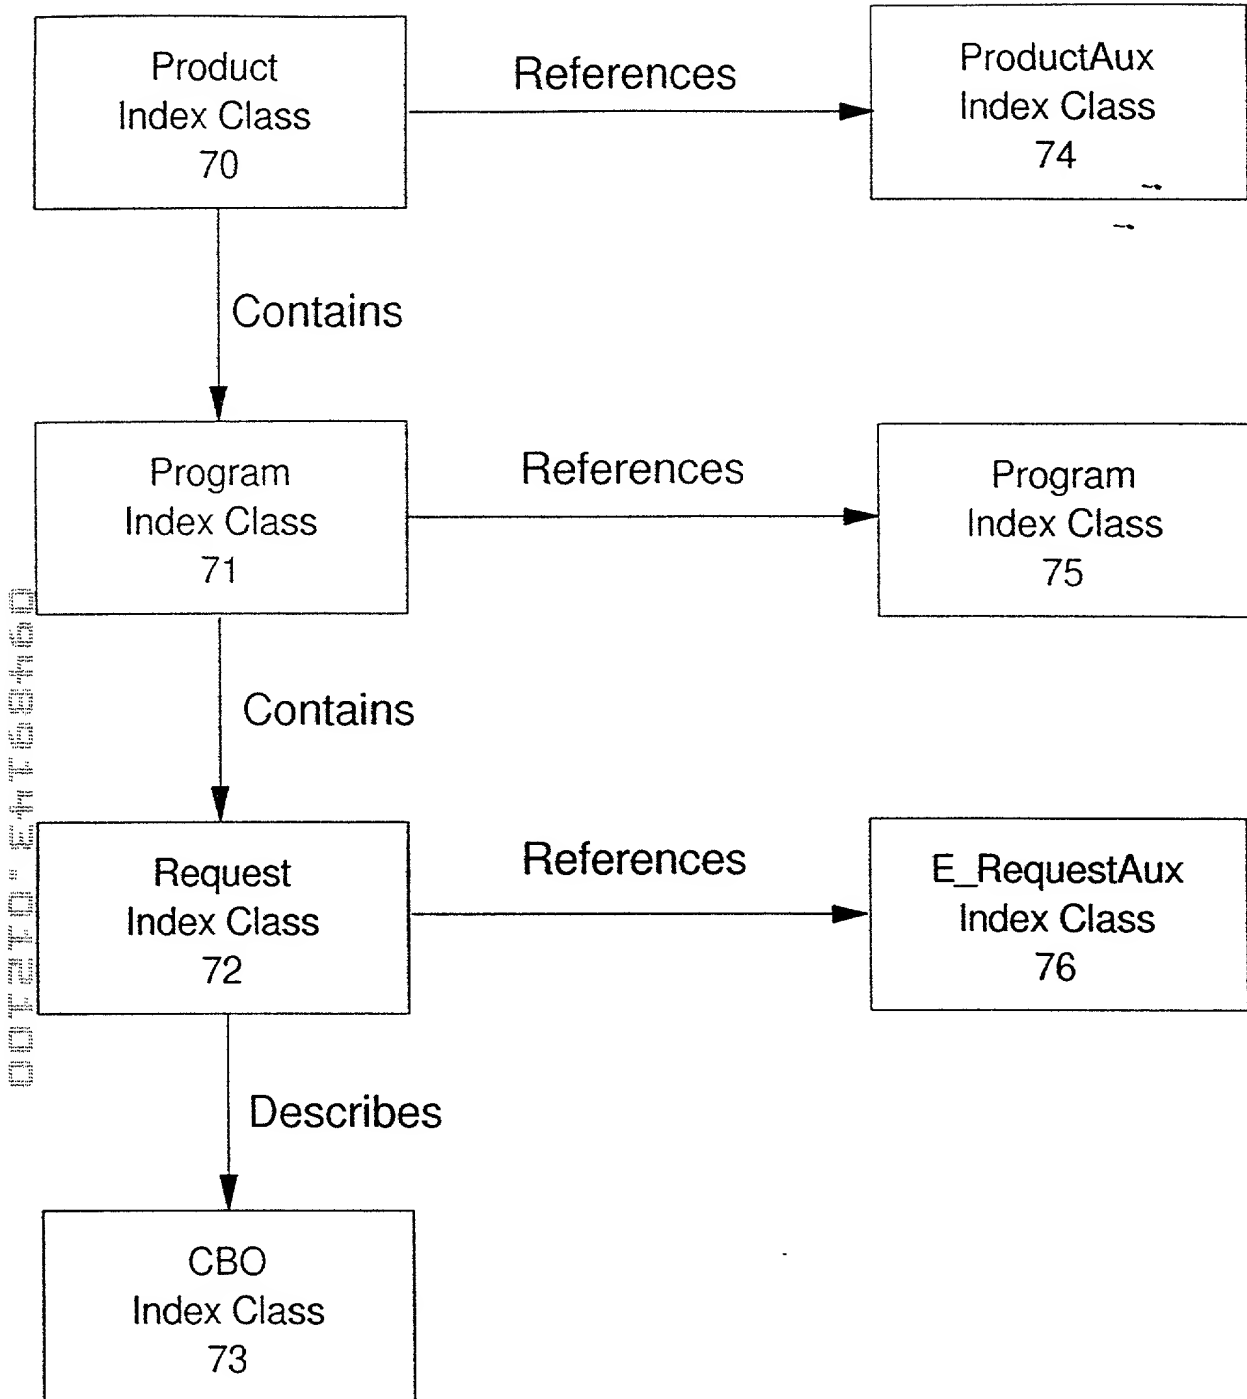 Product
Index Class
70
References
ProductAux
Index Class
74
Contains
Program
Index Class
71
References
Program
Index Class
75
Contains
Request
Index Class
72
References
E_RequestAux
Index Class
76
Describes
CBO
Index Class
73